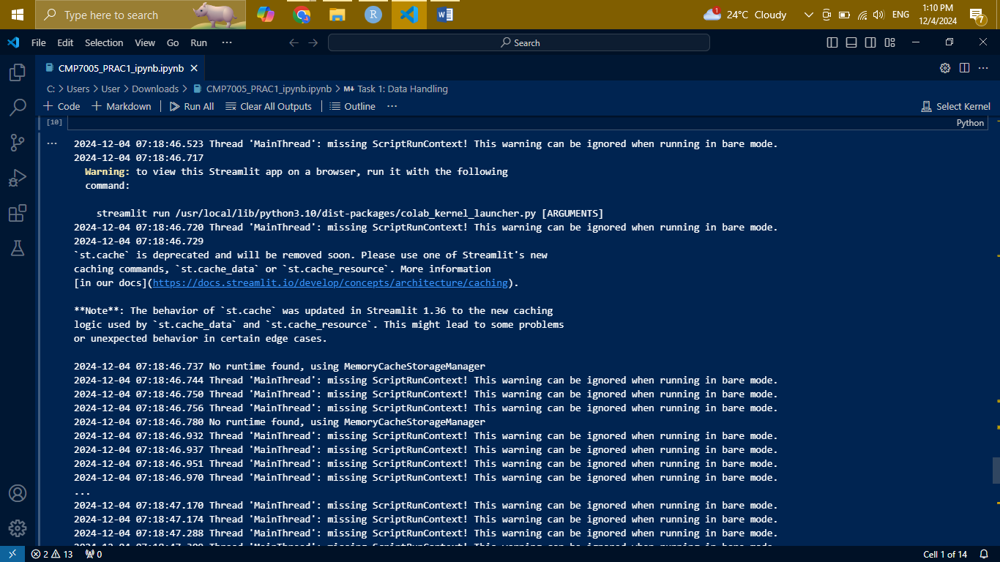 Type here to search
1
24°C Cloudy
ENG
1:10 PM
12/4/2024
7
File Edit Selection View Go Run ···
Search
CMP7005_PRAC1_ipynb.ipynb
C: > Users > User > Downloads > CMP7005_PRAC1_ipynb.ipynb > M↓ Task 1: Data Handling
+ Code + Markdown | Run All Clear All Outputs | Outline ··· Select Kernel
[10] Python
2024-12-04 07:18:46.523 Thread 'MainThread': missing ScriptRunContext! This warning can be ignored when running in bare mode.
2024-12-04 07:18:46.717
Warning: to view this Streamlit app on a browser, run it with the following
command:
streamlit run /usr/local/lib/python3.10/dist-packages/colab_kernel_launcher.py [ARGUMENTS]
2024-12-04 07:18:46.720 Thread 'MainThread': missing ScriptRunContext! This warning can be ignored when running in bare mode.
2024-12-04 07:18:46.729
`st.cache` is deprecated and will be removed soon. Please use one of Streamlit's new
caching commands, `st.cache_data` or `st.cache_resource`. More information
[in our docs](https://docs.streamlit.io/develop/concepts/architecture/caching).
**Note**: The behavior of `st.cache` was updated in Streamlit 1.36 to the new caching
logic used by `st.cache_data` and `st.cache_resource`. This might lead to some problems
or unexpected behavior in certain edge cases.
2024-12-04 07:18:46.737 No runtime found, using MemoryCacheStorageManager
2024-12-04 07:18:46.744 Thread 'MainThread': missing ScriptRunContext! This warning can be ignored when running in bare mode.
2024-12-04 07:18:46.750 Thread 'MainThread': missing ScriptRunContext! This warning can be ignored when running in bare mode.
2024-12-04 07:18:46.756 Thread 'MainThread': missing ScriptRunContext! This warning can be ignored when running in bare mode.
2024-12-04 07:18:46.780 No runtime found, using MemoryCacheStorageManager
2024-12-04 07:18:46.932 Thread 'MainThread': missing ScriptRunContext! This warning can be ignored when running in bare mode.
2024-12-04 07:18:46.937 Thread 'MainThread': missing ScriptRunContext! This warning can be ignored when running in bare mode.
2024-12-04 07:18:46.951 Thread 'MainThread': missing ScriptRunContext! This warning can be ignored when running in bare mode.
2024-12-04 07:18:46.970 Thread 'MainThread': missing ScriptRunContext! This warning can be ignored when running in bare mode.
...
2024-12-04 07:18:47.170 Thread 'MainThread': missing ScriptRunContext! This warning can be ignored when running in bare mode.
2024-12-04 07:18:47.174 Thread 'MainThread': missing ScriptRunContext! This warning can be ignored when running in bare mode.
2024-12-04 07:18:47.288 Thread 'MainThread': missing ScriptRunContext! This warning can be ignored when running in bare mode.
2 13 0 Cell 1 of 14